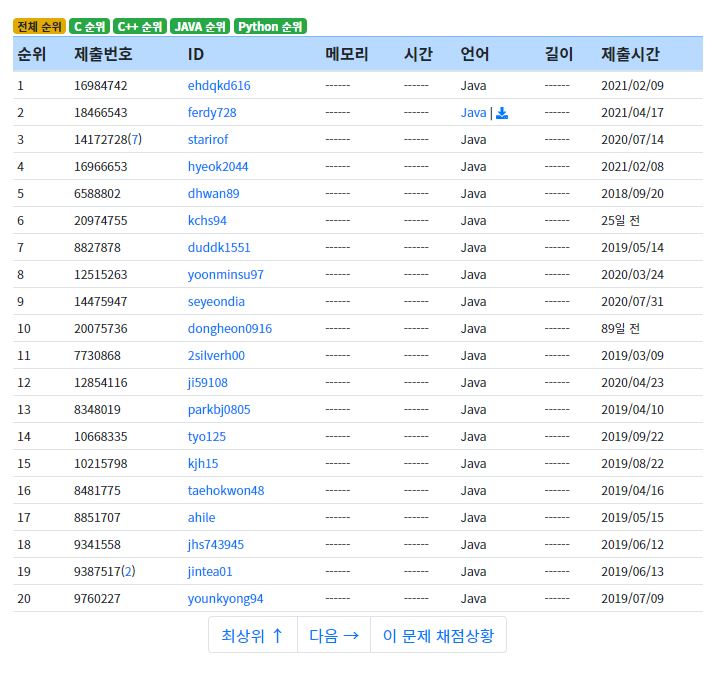 전체 순위 C 순위 C++ 순위 JAVA 순위 Python 순위
순위 제출번호 ID 메모리 시간 언어 길이 제출시간
1 16984742 ehdqkd616 ------ ------ Java ------ 2021/02/09
2 18466543 ferdy728 ------ ------ Java | ------ 2021/04/17
3 14172728(7) starirof ------ ------ Java ------ 2020/07/14
4 16966653 hyeok2044 ------ ------ Java ------ 2021/02/08
5 6588802 dhwan89 ------ ------ Java ------ 2018/09/20
6 20974755 kchs94 ------ ------ Java ------ 25일 전
7 8827878 duddk1551 ------ ------ Java ------ 2019/05/14
8 12515263 yoonminsu97 ------ ------ Java ------ 2020/03/24
9 14475947 seyeondia ------ ------ Java ------ 2020/07/31
10 20075736 dongheon0916 ------ ------ Java ------ 89일 전
11 7730868 2silverh00 ------ ------ Java ------ 2019/03/09
12 12854116 ji59108 ------ ------ Java ------ 2020/04/23
13 8348019 parkbj0805 ------ ------ Java ------ 2019/04/10
14 10668335 tyo125 ------ ------ Java ------ 2019/09/22
15 10215798 kjh15 ------ ------ Java ------ 2019/08/22
16 8481775 taehokwon48 ------ ------ Java ------ 2019/04/16
17 8851707 ahile ------ ------ Java ------ 2019/05/15
18 9341558 jhs743945 ------ ------ Java ------ 2019/06/12
19 9387517(2) jintea01 ------ ------ Java ------ 2019/06/13
20 9760227 younkyong94 ------ ------ Java ------ 2019/07/09
최상위 ↑ 다음 → 이 문제 채점상황